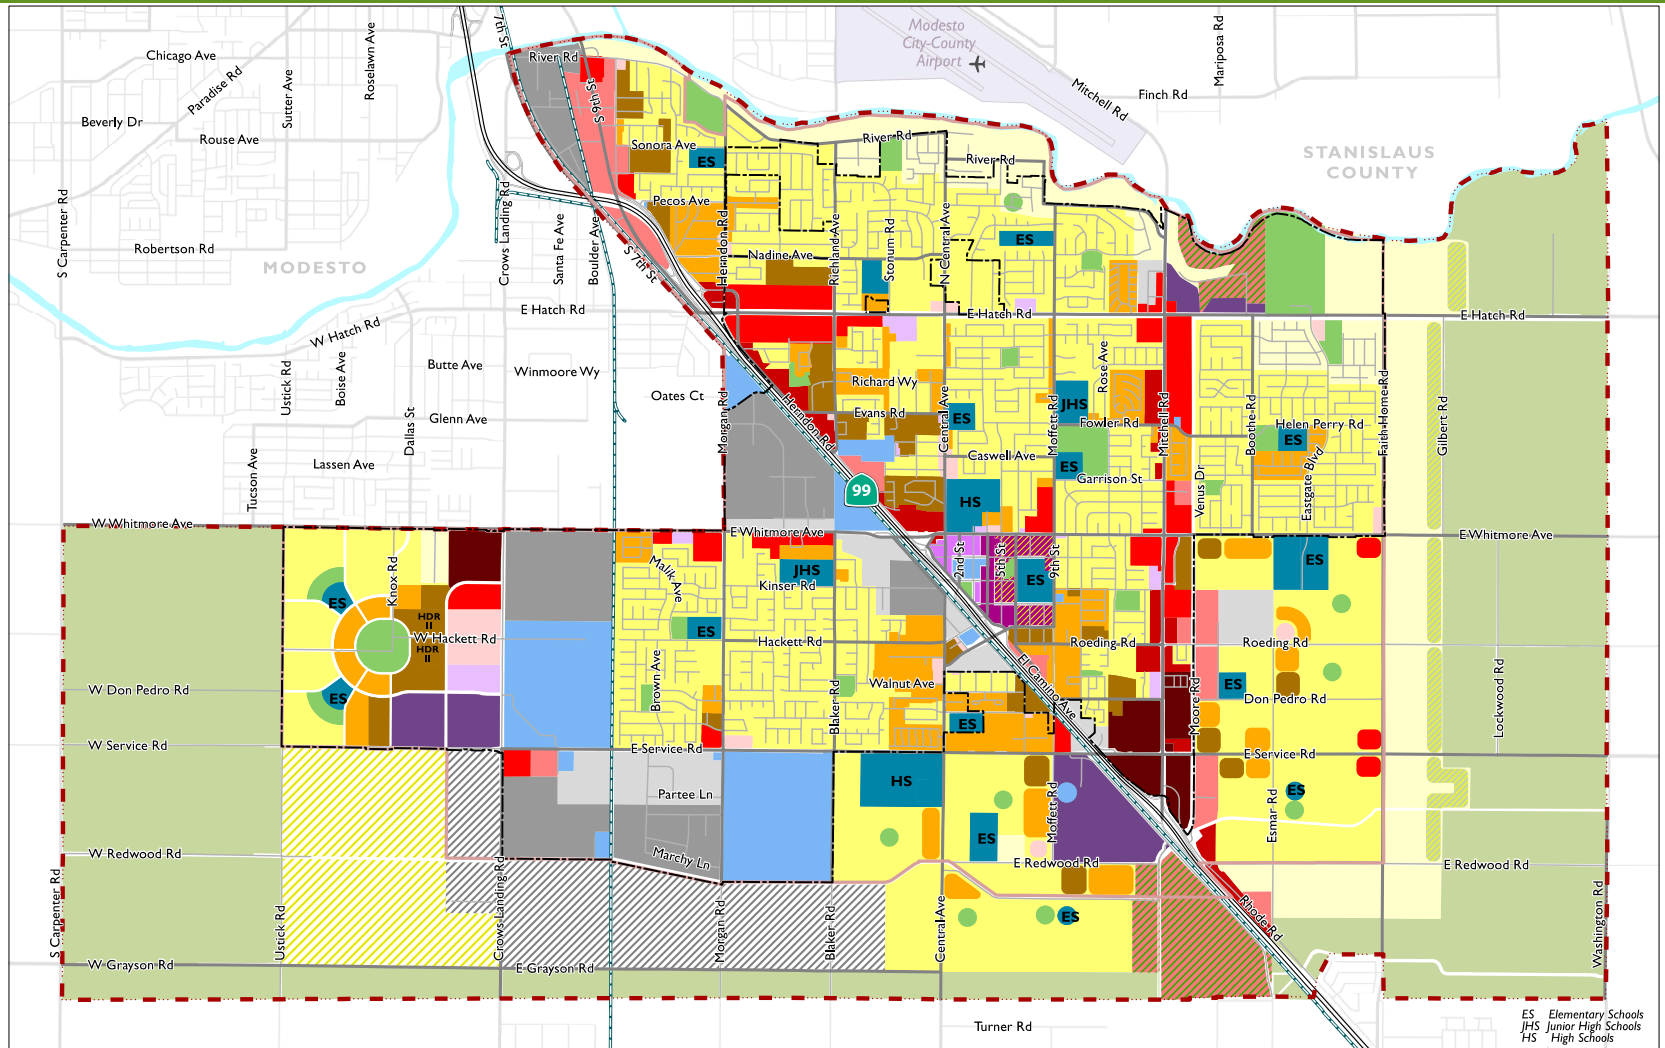 7th St
Modesto
City-County
Airport
Chicago Ave
Roselawn Ave
Mariposa Rd
River Rd
Paradise Rd
Sutter Ave
S 9th St
Mitchell Rd
Finch Rd
Beverly Dr
Rouse Ave
River Rd
Sonora Ave
ES
River Rd
STANISLAUS
COUNTY
S Carpenter Rd
Crows Landing Rd
Pecos Ave
Santa Fe Ave
Boulder Ave
Robertson Rd
MODESTO
S 7th St
Herndon Rd
Nadine Ave
Richland Ave
Stonum Rd
N Central Ave
ES
E Hatch Rd
E Hatch Rd
E Hatch Rd
W Hatch Rd
Ustick Rd
Boise Ave
Butte Ave
Winmoore Wy
Oates Ct
Richard Wy
Rose Ave
Dallas St
Glenn Ave
Morgan Rd
Herndon Rd
Evans Rd
Central Ave
ES
Moffett Rd
JHS
Fowler Rd
Mitchell Rd
Boothe Rd
Helen Perry Rd
ES
Faith Home Rd
Gilbert Rd
Tucson Ave
Lassen Ave
Caswell Ave
ES
Garrison St
Venus Dr
Eastgate Blvd
99
HS
W Whitmore Ave
E Whitmore Ave
E Whitmore Ave
2nd St
5th St
9th St
ES
Knox Rd
Malik Ave
JHS
Kinser Rd
ES
ES
HDR
II
W Hackett Rd
HDR
II
ES
Hackett Rd
Roeding Rd
Roeding Rd
El Camino Ave
Brown Ave
Walnut Ave
W Don Pedro Rd
ES
Blaker Rd
ES
Moore Rd
ES
Don Pedro Rd
Lockwood Rd
W Service Rd
E Service Rd
E Service Rd
HS
Partee Ln
Moffett Rd
ES
Esmar Rd
ES
W Redwood Rd
Marchy Ln
E Redwood Rd
E Redwood Rd
S Carpenter Rd
Ustick Rd
Crows Landing Rd
Morgan Rd
Blaker Rd
Central Ave
ES
Rhode Rd
Washington Rd
W Grayson Rd
E Grayson Rd
Turner Rd
ES Elementary Schools
JHS Junior High Schools
HS High Schools